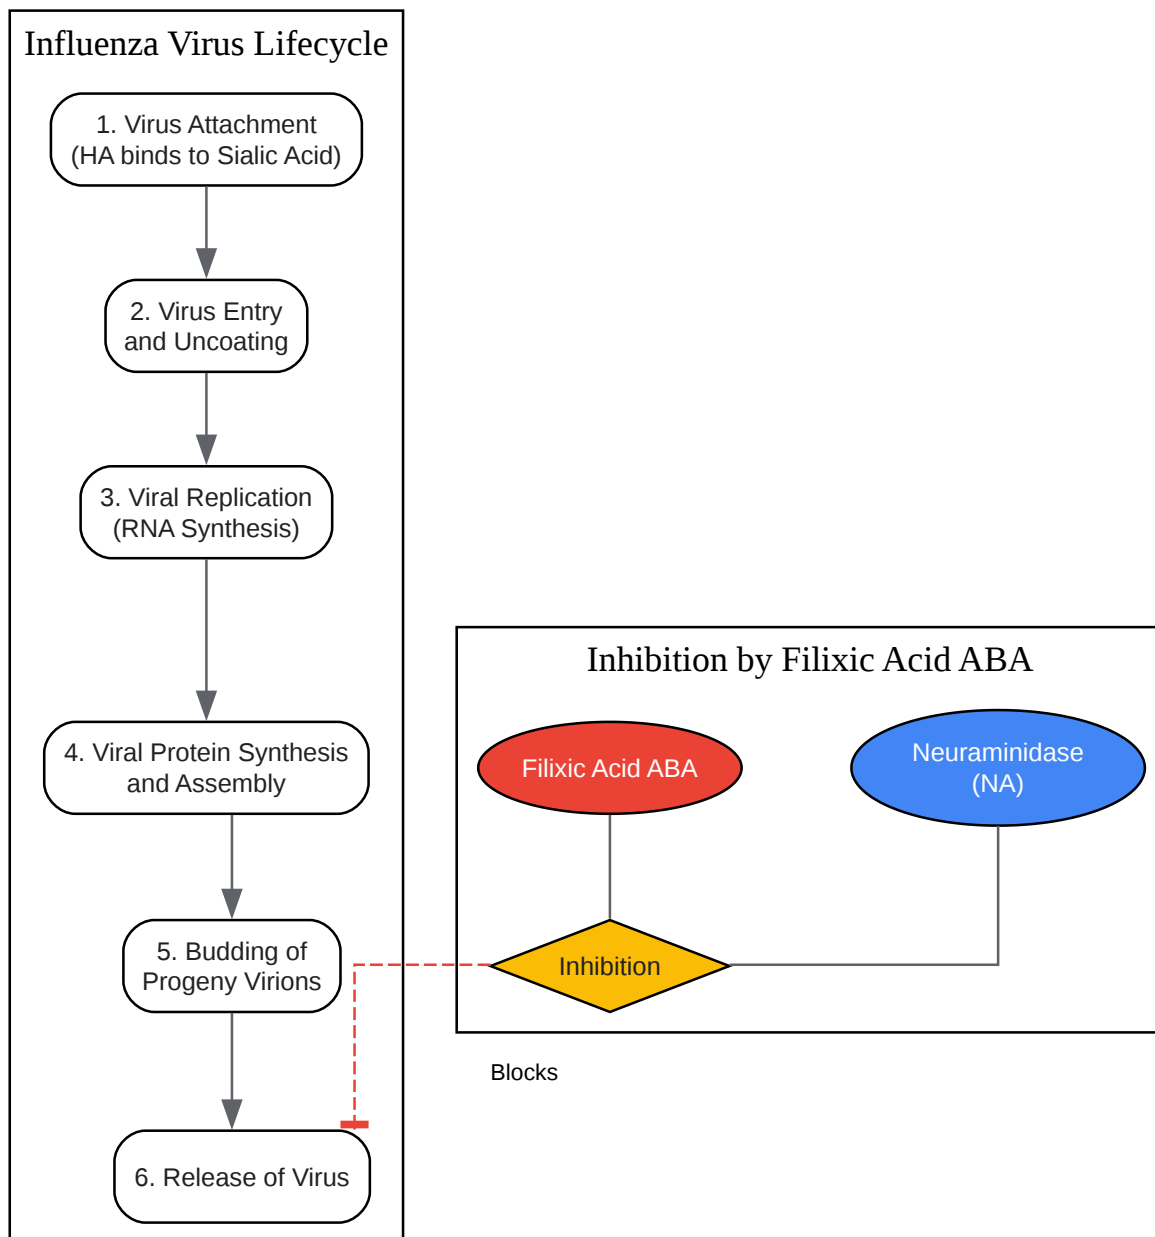 Influenza Virus Lifecycle
1. Virus Attachment
(HA binds to Sialic Acid)
2. Virus Entry
and Uncoating
3. Viral Replication
(RNA Synthesis)
4. Viral Protein Synthesis
and Assembly
5. Budding of
Progeny Virions
6. Release of Virus
Inhibition by Filixic Acid ABA
Filixic Acid ABA
Neuraminidase
(NA)
Inhibition
Blocks